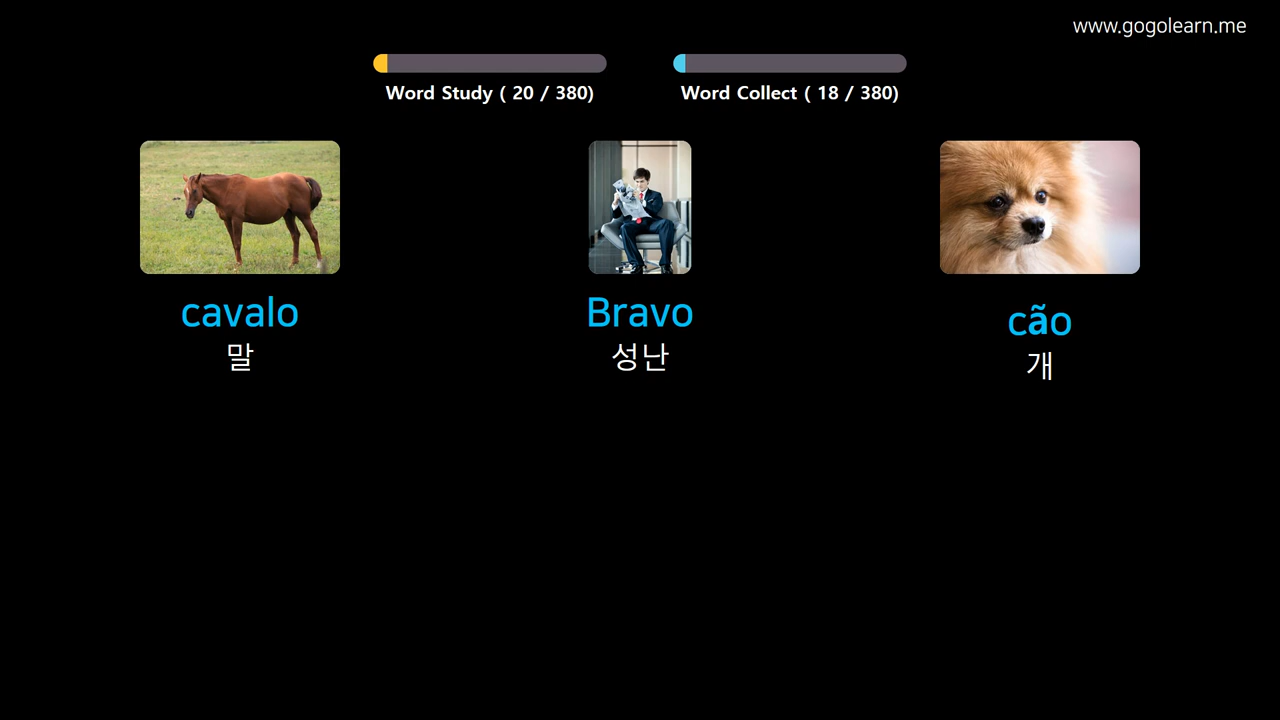 www.gogolearn.me
Word Study ( 20 / 380)
Word Collect ( 18 / 380)
cavalo
말
Bravo
성난
cão
개